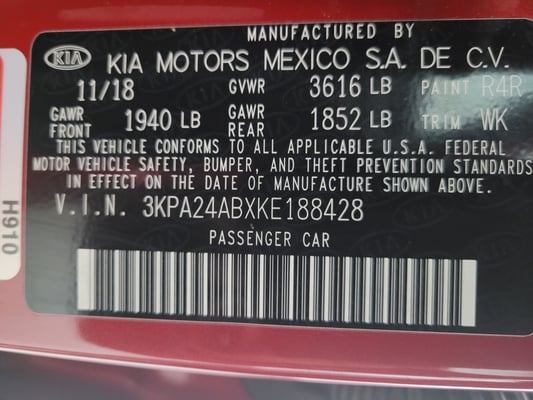 MANUFACTURED BY
KIA KIA MOTORS MEXICO S.A. DE C.V.
11/18 GVWR 3616 LB PAINT R4R
GAWR FRONT 1940 LB GAWR REAR 1852 LB TRIM WK
THIS VEHICLE CONFORMS TO ALL APPLICABLE U.S.A. FEDERAL
MOTOR VEHICLE SAFETY, BUMPER, AND THEFT PREVENTION STANDARDS
IN EFFECT ON THE DATE OF MANUFACTURE SHOWN ABOVE.
V.I.N. 3KPA24ABXKE188428
PASSENGER CAR
H910